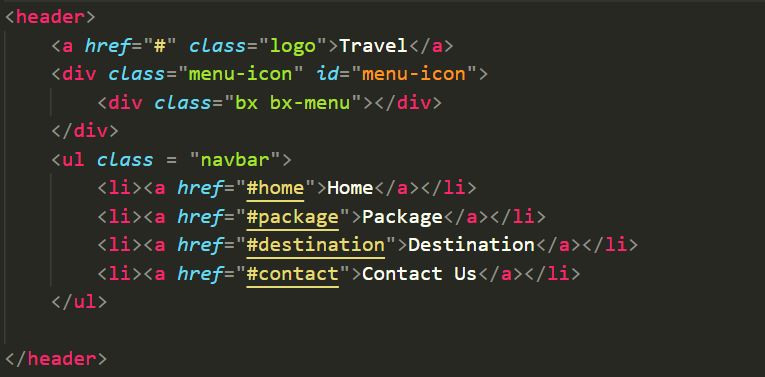 <header>
    <a href="#" class="logo">Travel</a>
    <div class="menu-icon" id="menu-icon">
        <div class="bx bx-menu"></div>
    </div>
    <ul class = "navbar">
        <li><a href="#home">Home</a></li>
        <li><a href="#package">Package</a></li>
        <li><a href="#destination">Destination</a></li>
        <li><a href="#contact">Contact Us</a></li>
    </ul>

</header>